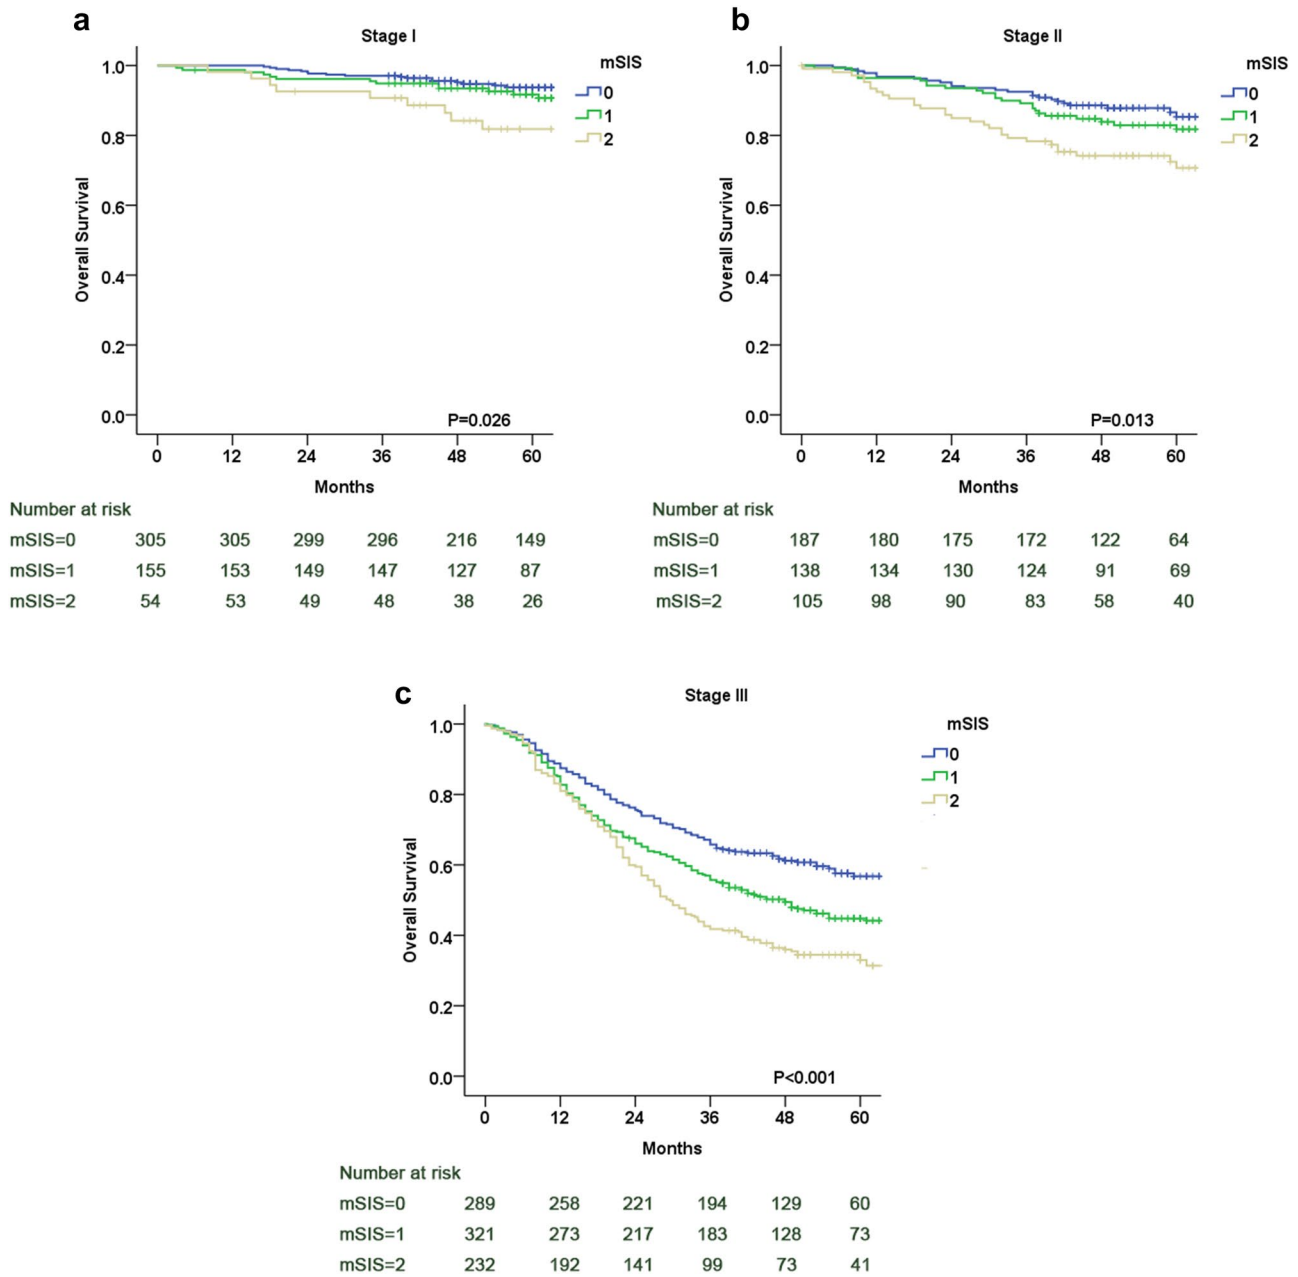 a
Stage I
mSIS
0
1
2
1.0
0.8
0.6
0.4
0.2
0.0
Overall Survival
P=0.026
0 12 24 36 48 60
Months
Number at risk
mSIS=0 305 305 299 296 216 149
mSIS=1 155 153 149 147 127 87
mSIS=2 54 53 49 48 38 26
b
Stage II
mSIS
0
1
2
1.0
0.8
0.6
0.4
0.2
0.0
Overall Survival
P=0.013
0 12 24 36 48 60
Months
Number at risk
mSIS=0 187 180 175 172 122 64
mSIS=1 138 134 130 124 91 69
mSIS=2 105 98 90 83 58 40
c
Stage III
mSIS
0
1
2
1.0
0.8
0.6
0.4
0.2
0.0
Overall Survival
P<0.001
0 12 24 36 48 60
Months
Number at risk
mSIS=0 289 258 221 194 129 60
mSIS=1 321 273 217 183 128 73
mSIS=2 232 192 141 99 73 41